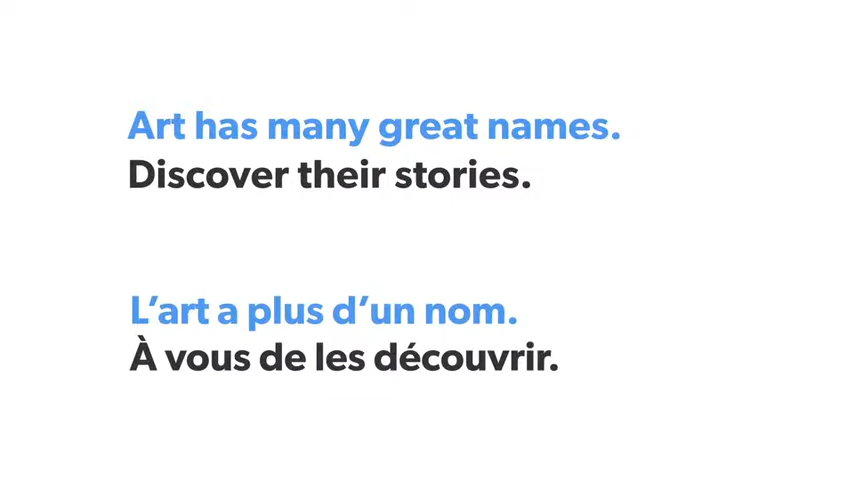 Art has many great names.
Discover their stories.
L’art a plus d’un nom.
À vous de les découvrir.